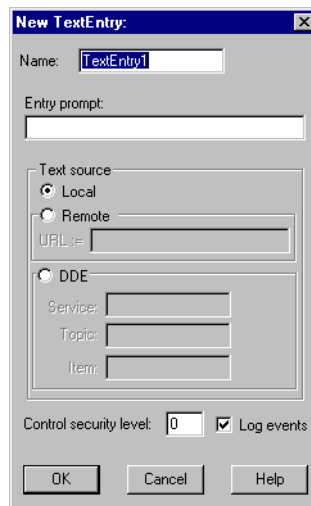 New TextEntry:
Name: TextEntry1
Entry prompt:
Text source
Local
Remote
URL :=
DDE
Service:
Topic:
Item:
Control security level: 0 Log events
OK Cancel Help